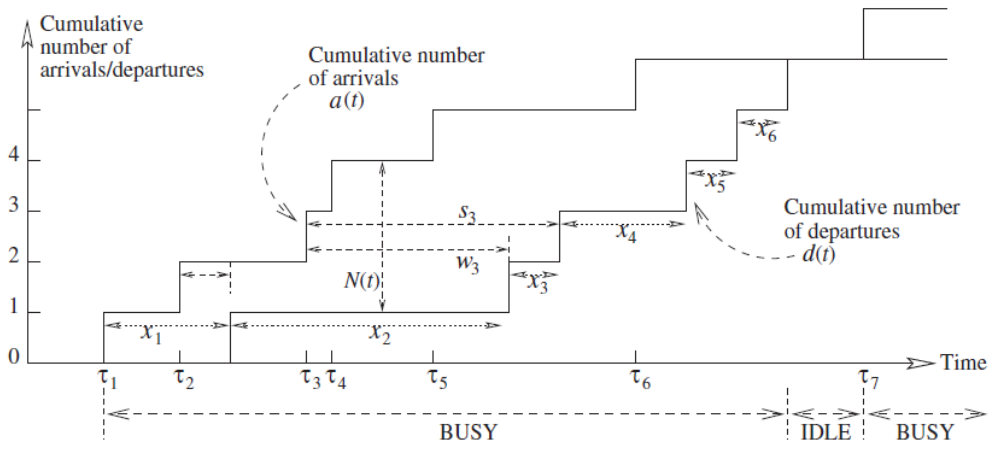 Cumulative
number of
arrivals/departures
Cumulative number
of arrivals
a(t)
4
3
2
1
0
s₃
w₃
N(t)
x₁
x₂
x₃
x₄
x₅
x₆
Cumulative number
of departures
d(t)
τ₁ τ₂ τ₃ τ₄ τ₅ τ₆ τ₇
Time
BUSY IDLE BUSY